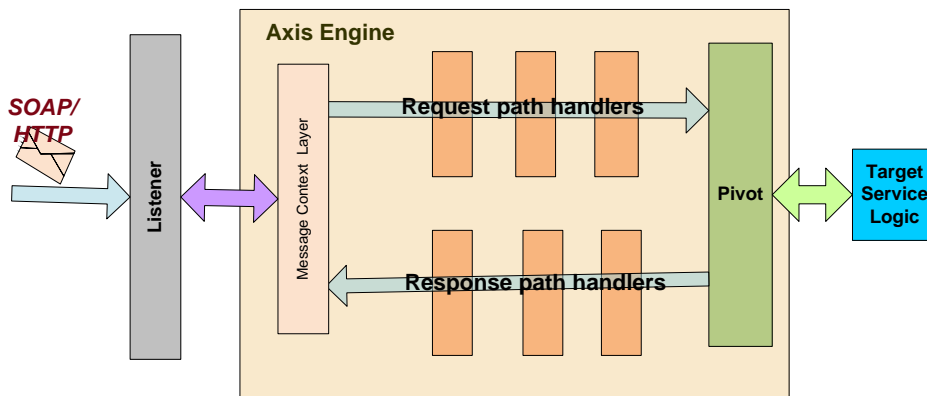 Axis Engine
SOAP/
HTTP
Listener
Message Context Layer
Request path handlers
Response path handlers
Pivot
Target
Service
Logic